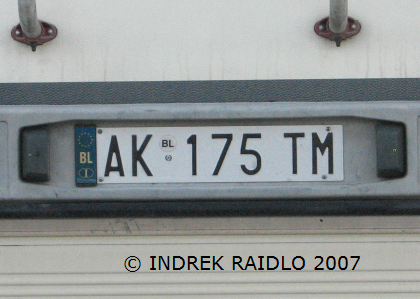 BL
I
AK BL 175 TM
© INDREK RAIDLO 2007